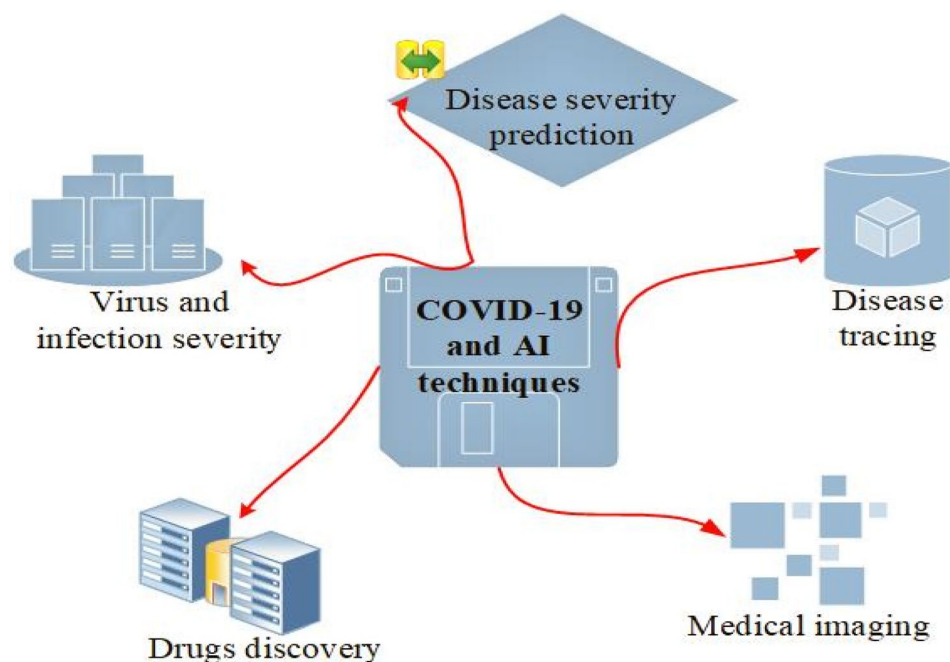 Disease severity
prediction
Virus and
infection severity
COVID-19
and AI
techniques
Disease
tracing
Drugs discovery
Medical imaging